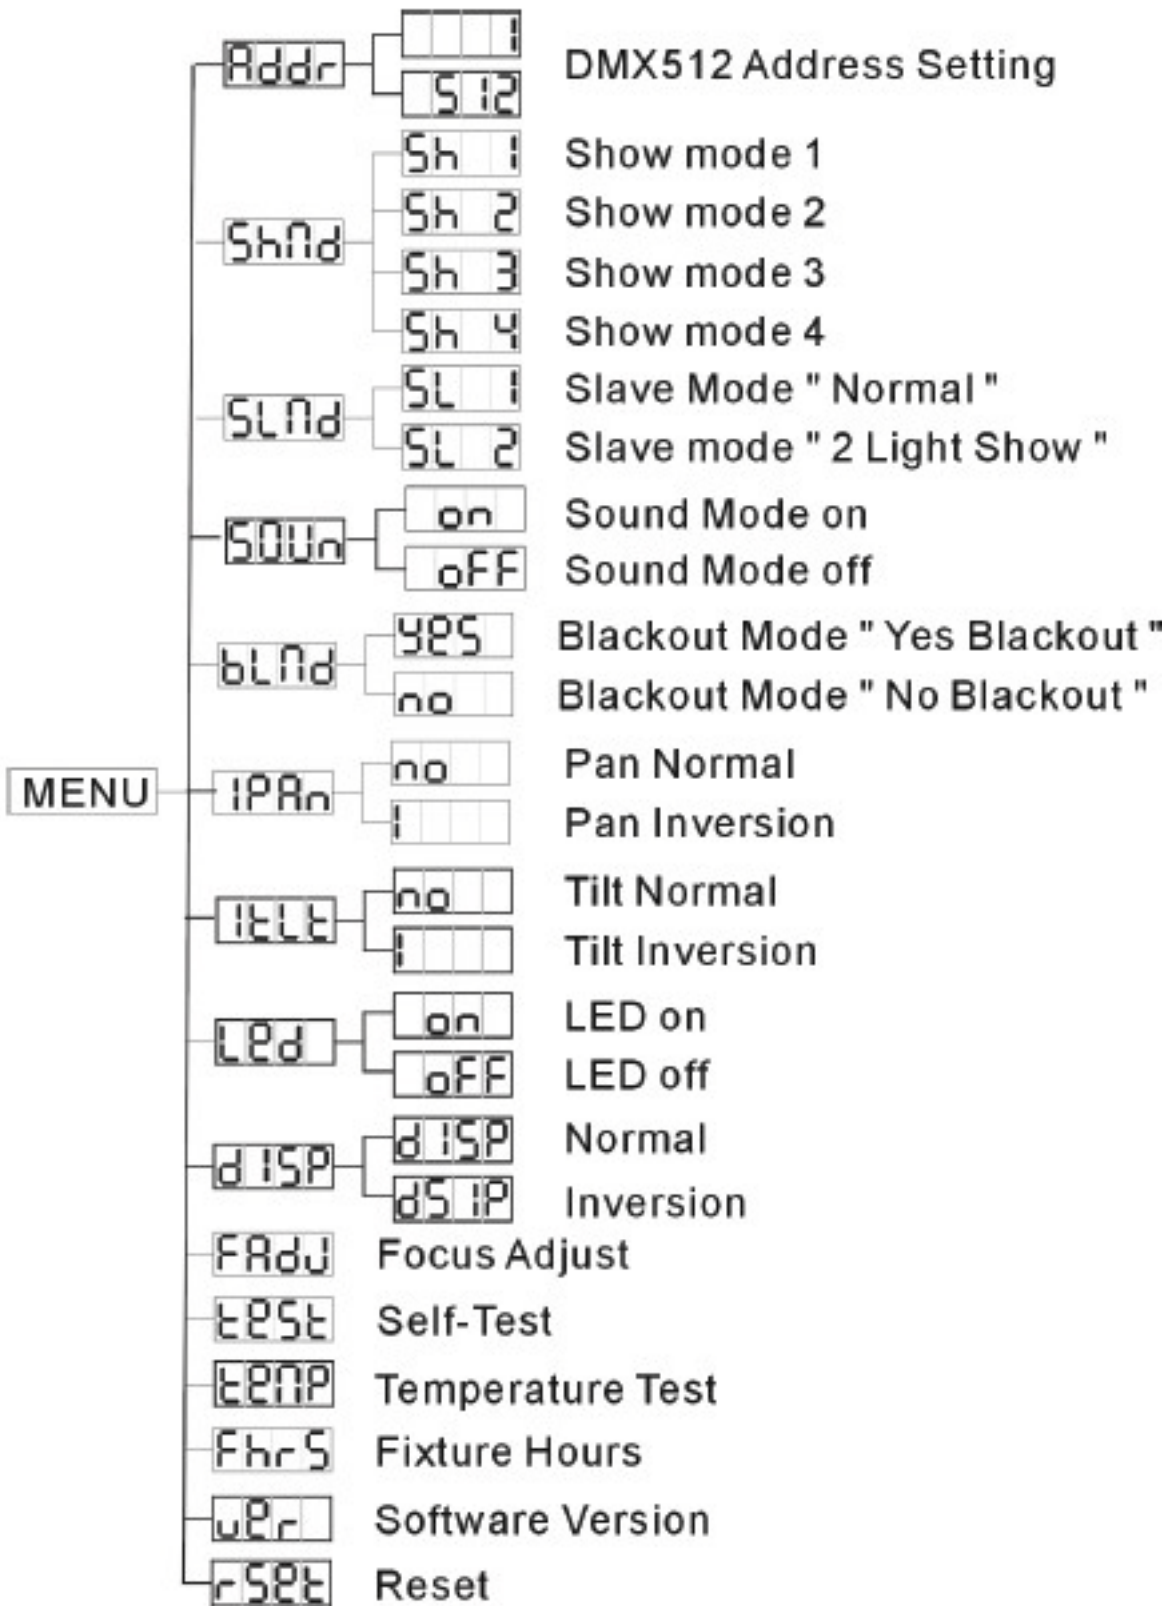 Addr 1 DMX512 Address Setting
512
ShMd Sh 1 Show mode 1
Sh 2 Show mode 2
Sh 3 Show mode 3
Sh 4 Show mode 4
SLMd SL 1 Slave Mode " Normal "
SL 2 Slave mode " 2 Light Show "
SOUn on Sound Mode on
oFF Sound Mode off
bLMd yeS Blackout Mode " Yes Blackout "
no Blackout Mode " No Blackout "
MENU
IPAn no Pan Normal
I Pan Inversion
ItLt no Tilt Normal
I Tilt Inversion
Led on LED on
oFF LED off
dISP dISP Normal
dSIP Inversion
FAdJ Focus Adjust
teSt Self-Test
teMP Temperature Test
FhrS Fixture Hours
ver Software Version
rSet Reset